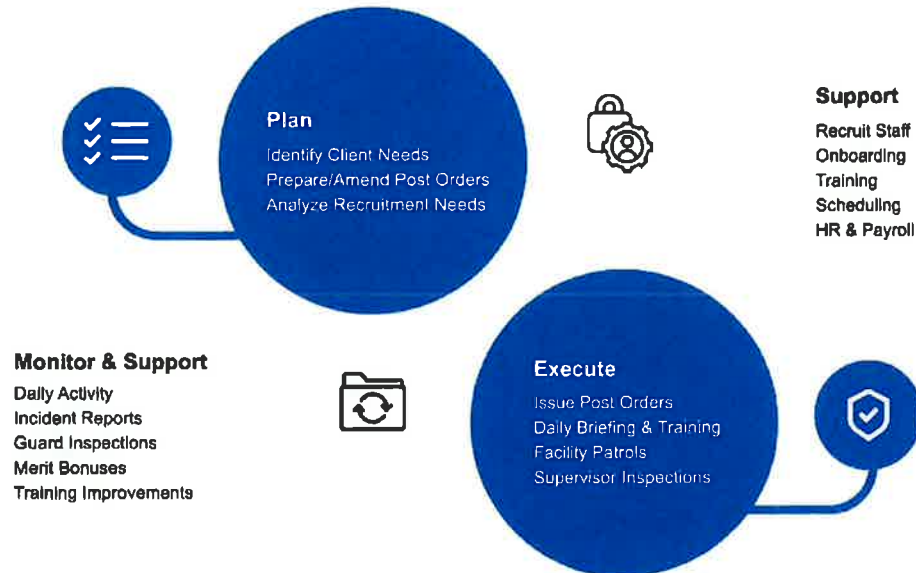 Plan
Identify Client Needs
Prepare/Amend Post Orders
Analyze Recruitment Needs
Support
Recruit Staff
Onboarding
Training
Scheduling
HR & Payroll
Monitor & Support
Daily Activity
Incident Reports
Guard Inspections
Merit Bonuses
Training Improvements
Execute
Issue Post Orders
Daily Briefing & Training
Facility Patrols
Supervisor Inspections